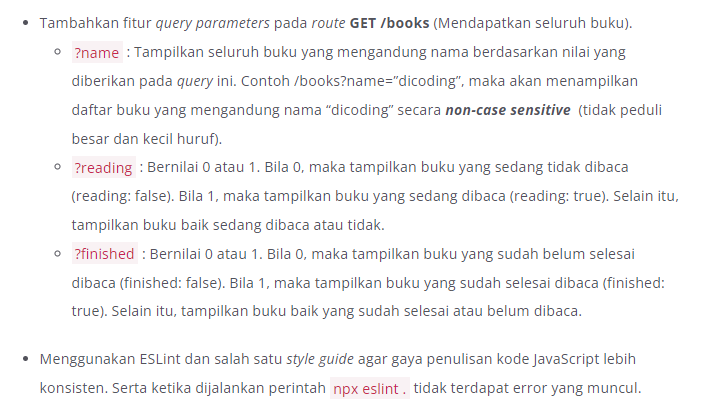 Tambahkan fitur query parameters pada route GET /books (Mendapatkan seluruh buku).
?name : Tampilkan seluruh buku yang mengandung nama berdasarkan nilai yang
diberikan pada query ini. Contoh /books?name=”dicoding”, maka akan menampilkan
daftar buku yang mengandung nama “dicoding” secara non-case sensitive (tidak peduli
besar dan kecil huruf).
?reading : Bernilai 0 atau 1. Bila 0, maka tampilkan buku yang sedang tidak dibaca
(reading: false). Bila 1, maka tampilkan buku yang sedang dibaca (reading: true). Selain itu,
tampilkan buku baik sedang dibaca atau tidak.
?finished : Bernilai 0 atau 1. Bila 0, maka tampilkan buku yang sudah belum selesai
dibaca (finished: false). Bila 1, maka tampilkan buku yang sudah selesai dibaca (finished:
true). Selain itu, tampilkan buku baik yang sudah selesai atau belum dibaca.
Menggunakan ESLint dan salah satu style guide agar gaya penulisan kode JavaScript lebih
konsisten. Serta ketika dijalankan perintah npx eslint . tidak terdapat error yang muncul.